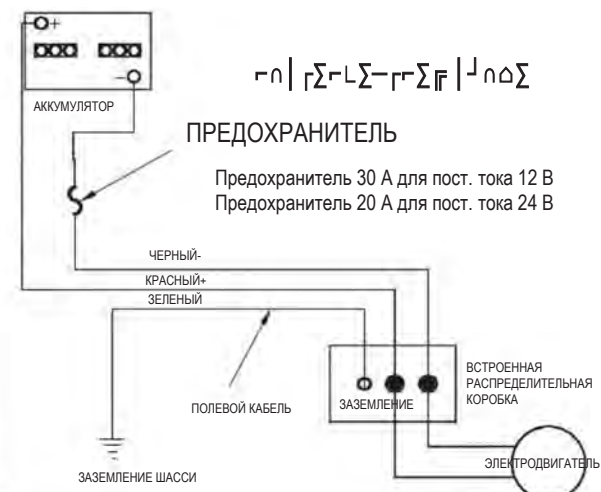 +
−
АККУМУЛЯТОР
ПРЕДОХРАНИТЕЛЬ
Предохранитель 30 А для пост. тока 12 В
Предохранитель 20 А для пост. тока 24 В
ЧЕРНЫЙ-
КРАСНЫЙ+
ЗЕЛЕНЫЙ
ПОЛЕВОЙ КАБЕЛЬ
ЗАЗЕМЛЕНИЕ
ВСТРОЕННАЯ
РАСПРЕДЕЛИТЕЛЬНАЯ
КОРОБКА
ЭЛЕКТРОДВИГАТЕЛЬ
ЗАЗЕМЛЕНИЕ ШАССИ